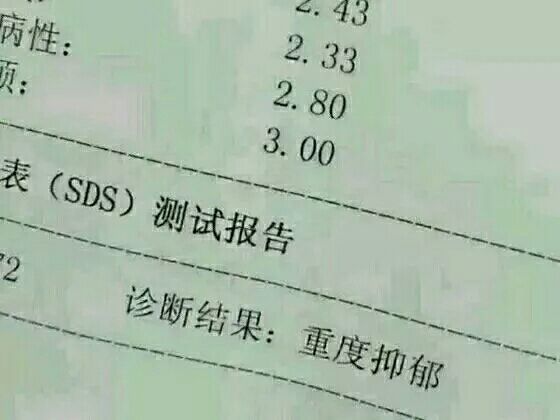 2.43
病性： 2.33
项： 2.80
3.00
表（SDS）测试报告
72 诊断结果：重度抑郁